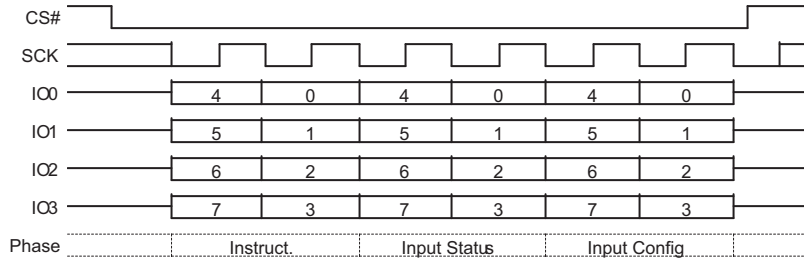 CS#
SCK
IO0 4 0 4 0 4 0
IO1 5 1 5 1 5 1
IO2 6 2 6 2 6 2
IO3 7 3 7 3 7 3
Phase Instruct. Input Status Input Config